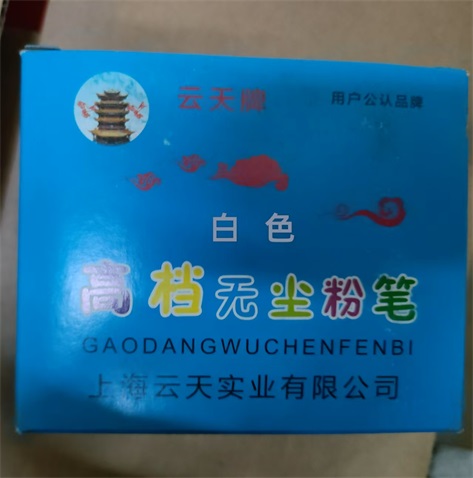 云天牌
用户公认品牌
白色
高档无尘粉笔
GAODANGWUCHENFENBI
上海云天实业有限公司